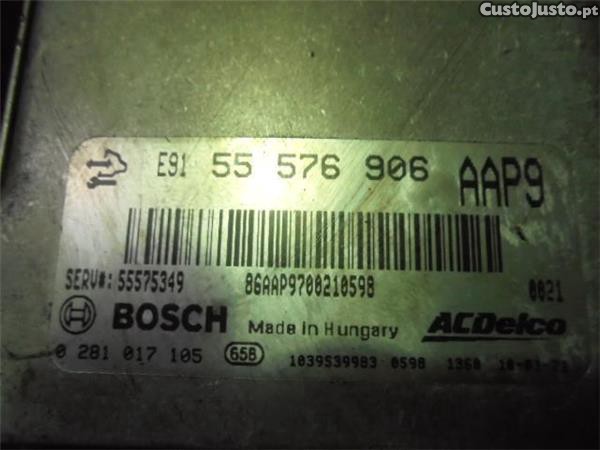 CustoJusto.pt
E91 55 576 906 AAP9
SERV#: 55575349 86AAP9700210598 0021
BOSCH Made in Hungary ACDelco
0 281 017 105 658 1039S39983 0598 1360